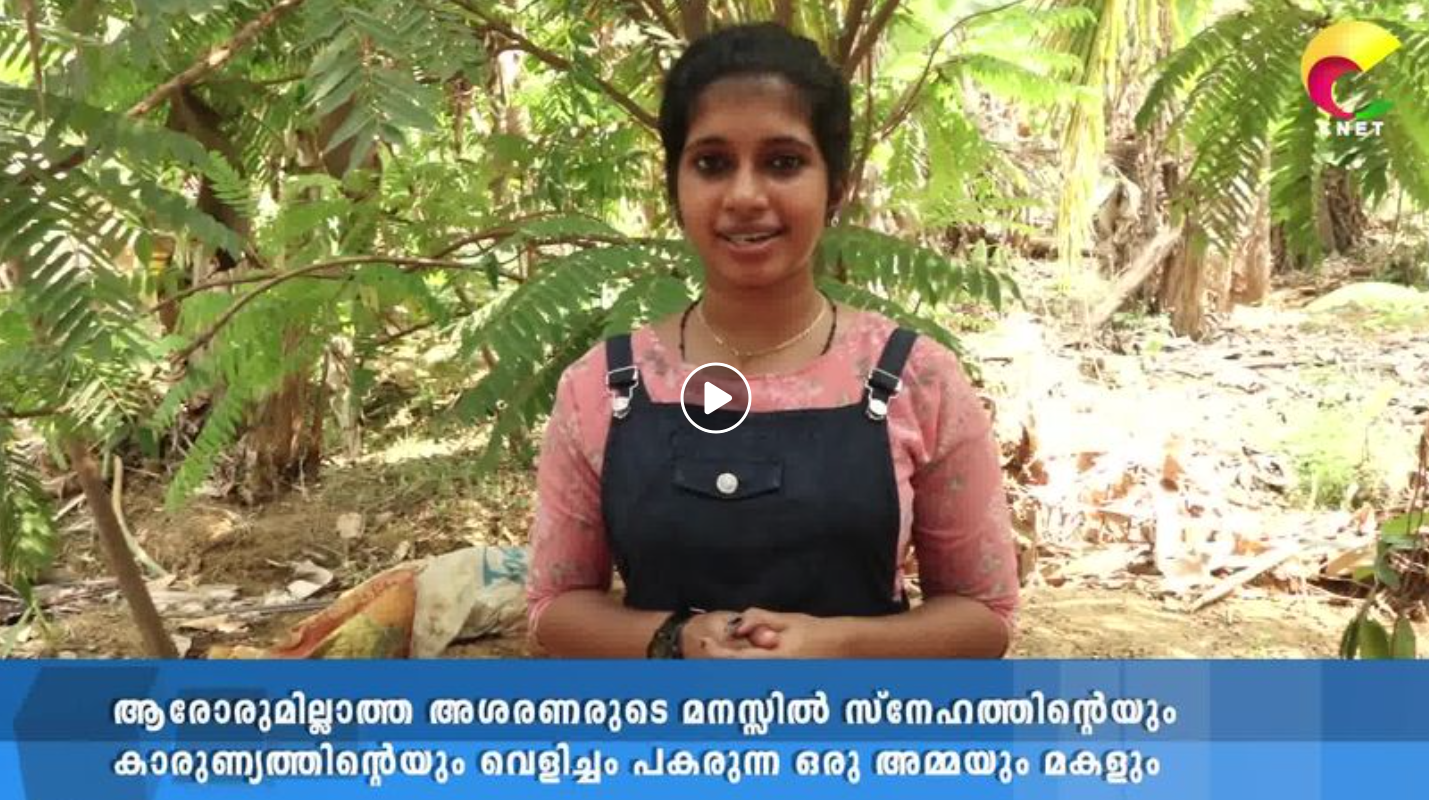 CNET
ആരോരുമില്ലാത്ത അശരണരുടെ മനസ്സിൽ സ്നേഹത്തിന്റെയും
കാരുണ്യത്തിന്റെയും വെളിച്ചം പകരുന്ന ഒരു അമ്മയും മകളും